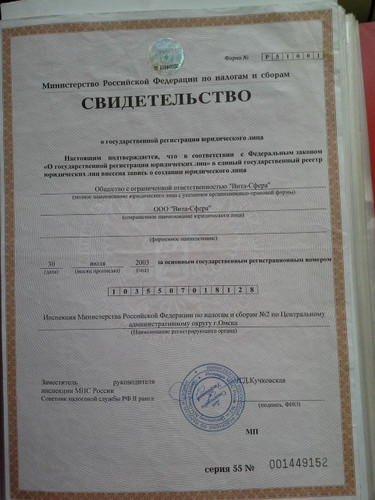 Форма № Р51001
Министерство Российской Федерации по налогам и сборам
СВИДЕТЕЛЬСТВО
о государственной регистрации юридического лица
Настоящим подтверждается, что в соответствии с Федеральным законом
«О государственной регистрации юридических лиц» в единый государственный реестр
юридических лиц внесена запись о создании юридического лица
Общество с ограниченной ответственностью "Вита-Сфера"
(полное наименование юридического лица с указанием организационно-правовой формы)
ООО "Вита-Сфера"
(сокращенное наименование юридического лица)
(фирменное наименование)
30 июля 2003 за основным государственным регистрационным номером
(дата) (месяц прописью) (год)
1035507018128
Инспекция Министерства Российской Федерации по налогам и сборам №2 по Центральному
административному округу г.Омска
(Наименование регистрирующего органа)
Заместитель руководителя
инспекции МНС России
Советник налоговой службы РФ II ранга
Д.Кучковская
(подпись, ФИО)
МП
серия 55 № 001449152